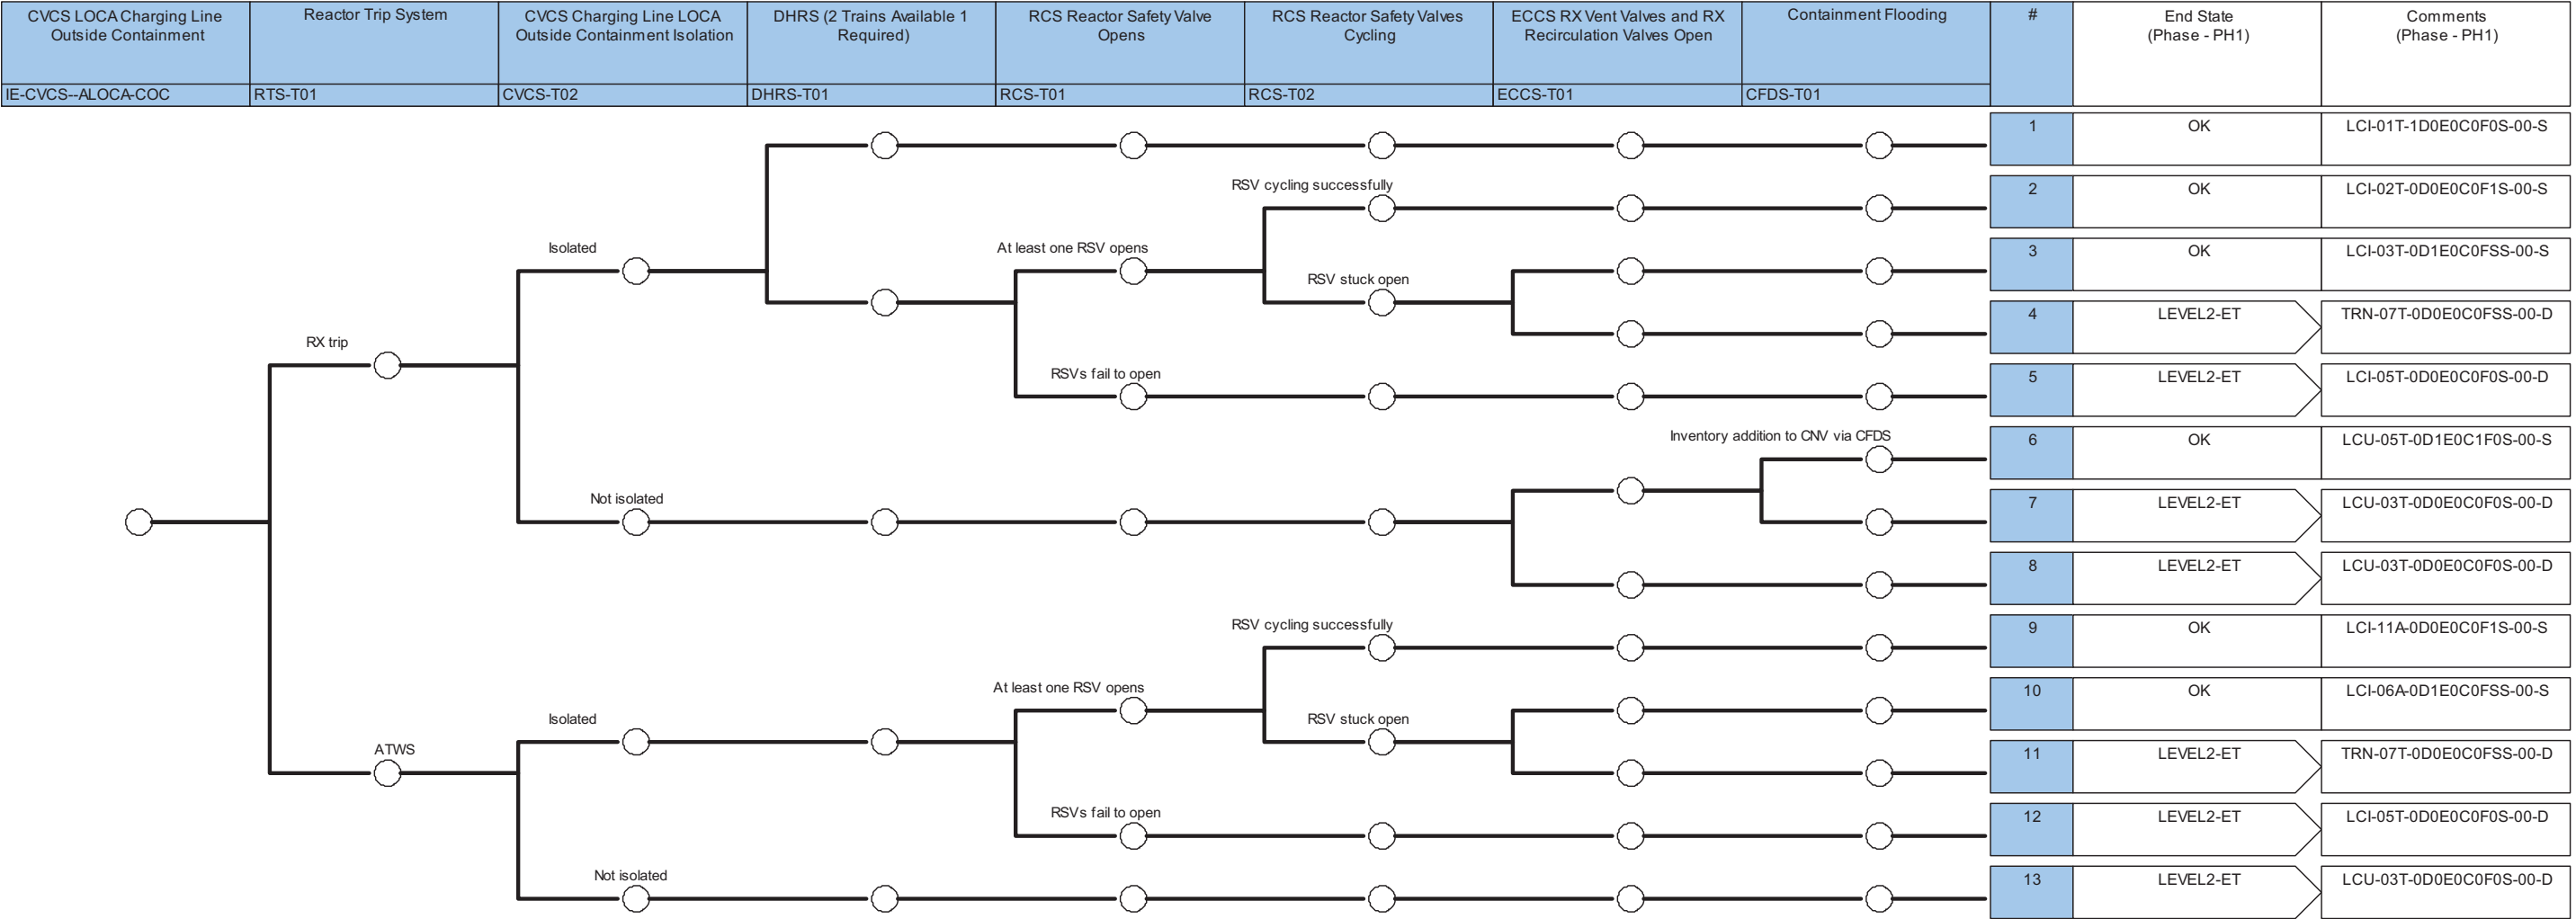 CVCS LOCA Charging Line
Outside Containment
Reactor Trip System
CVCS Charging Line LOCA
Outside Containment Isolation
DHRS (2 Trains Available 1
Required)
RCS Reactor Safety Valve
Opens
RCS Reactor Safety Valves
Cycling
ECCS RX Vent Valves and RX
Recirculation Valves Open
Containment Flooding
#
End State
(Phase - PH1)
Comments
(Phase - PH1)
IE-CVCS--ALOCA-COC
RTS-T01
CVCS-T02
DHRS-T01
RCS-T01
RCS-T02
ECCS-T01
CFDS-T01
1
OK
LCI-01T-1D0E0C0F0S-00-S
RSV cycling successfully
2
OK
LCI-02T-0D0E0C0F1S-00-S
Isolated
At least one RSV opens
3
OK
LCI-03T-0D1E0C0FSS-00-S
RSV stuck open
4
LEVEL2-ET
TRN-07T-0D0E0C0FSS-00-D
RX trip
RSVs fail to open
5
LEVEL2-ET
LCI-05T-0D0E0C0F0S-00-D
Inventory addition to CNV via CFDS
6
OK
LCU-05T-0D1E0C1F0S-00-S
Not isolated
7
LEVEL2-ET
LCU-03T-0D0E0C0F0S-00-D
8
LEVEL2-ET
LCU-03T-0D0E0C0F0S-00-D
RSV cycling successfully
9
OK
LCI-11A-0D0E0C0F1S-00-S
At least one RSV opens
10
OK
LCI-06A-0D1E0C0FSS-00-S
Isolated
RSV stuck open
ATWS
11
LEVEL2-ET
TRN-07T-0D0E0C0FSS-00-D
RSVs fail to open
12
LEVEL2-ET
LCI-05T-0D0E0C0F0S-00-D
Not isolated
13
LEVEL2-ET
LCU-03T-0D0E0C0F0S-00-D